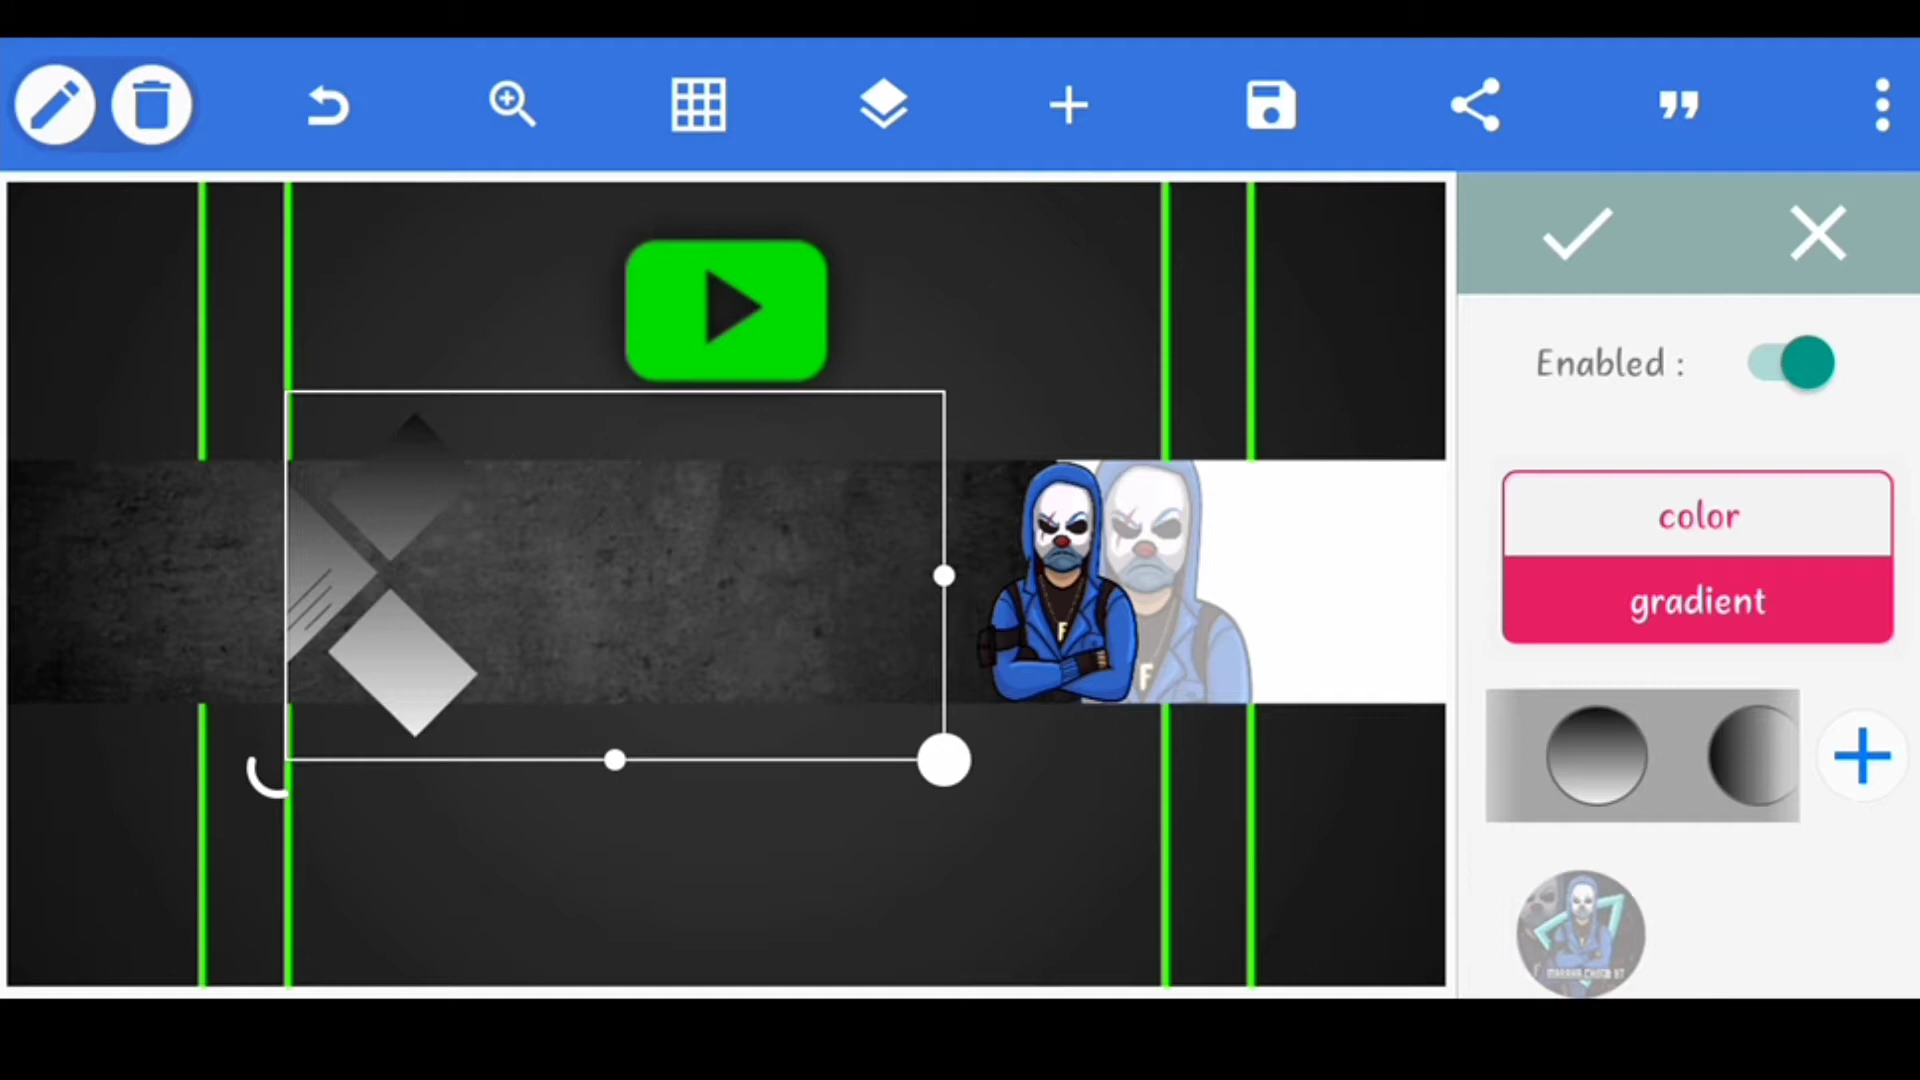 Enabled :
color
gradient
F
F